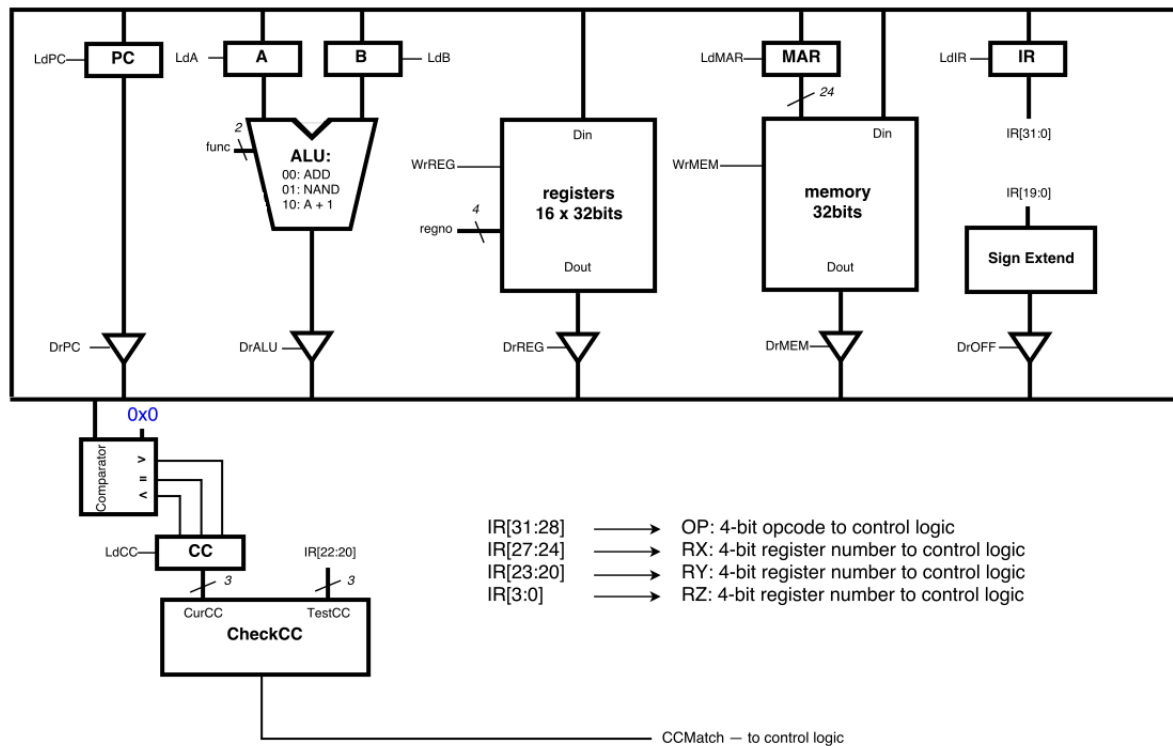 LdPC
PC
LdA
A
B
LdB
LdMAR
MAR
LdIR
IR
24
2
func
ALU:
00: ADD
01: NAND
10: A + 1
Din
WrREG
registers
16 x 32bits
4
regno
Dout
Din
WrMEM
memory
32bits
Dout
IR[31:0]
IR[19:0]
Sign Extend
DrPC
DrALU
DrREG
DrMEM
DrOFF
0x0
Comparator
>
=
<
LdCC
CC
IR[22:20]
3
3
CurCC
TestCC
CheckCC
IR[31:28] → OP: 4-bit opcode to control logic
IR[27:24] → RX: 4-bit register number to control logic
IR[23:20] → RY: 4-bit register number to control logic
IR[3:0] → RZ: 4-bit register number to control logic
CCMatch — to control logic